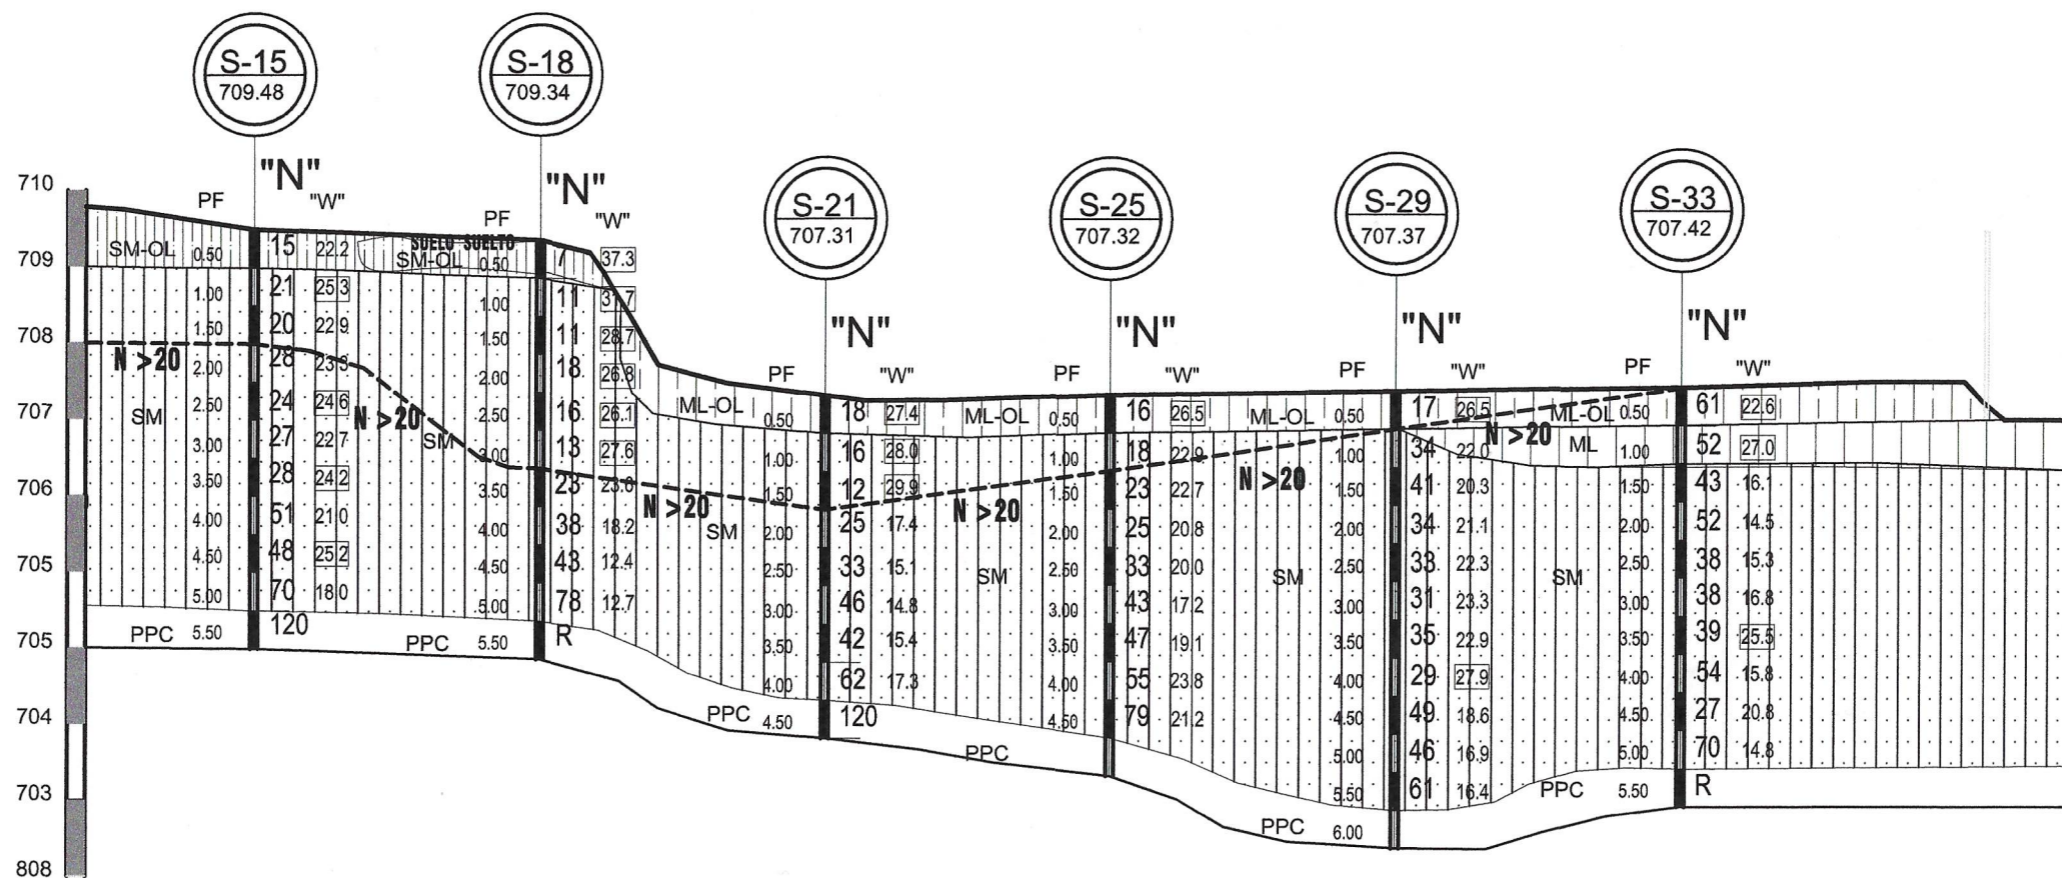 S-15
709.48
S-18
709.34
S-21
707.31
S-25
707.32
S-29
707.37
S-33
707.42
710
709
708
707
706
705
705
704
703
808
PF
"N"
"W"
SM-OL
0.50
1.00
1.50
2.00
2.50
3.00
3.50
4.00
4.50
5.00
5.50
N >20
SM
PPC
15 22.2
21 25.3
20 22.9
28 23.3
24 24.6
27 22.7
28 24.2
51 21.0
48 25.2
70 18.0
120
PF
"N"
"W"
SUELO SUELTO
SM-OL
0.50
1.00
1.50
2.00
2.50
3.00
3.50
4.00
4.50
5.00
5.50
N >20
SM
PPC
7 37.3
11 31.7
11 28.7
18 26.8
16 26.1
13 27.6
23 23.8
38 18.2
43 12.4
78 12.7
R
PF
"N"
"W"
ML-OL
0.50
1.00
1.50
2.00
2.50
3.00
3.50
4.00
4.50
N >20
SM
PPC
18 27.4
16 28.0
12 29.9
25 17.4
33 15.1
46 14.8
42 15.4
62 17.3
120
PF
"N"
"W"
ML-OL
0.50
1.00
1.50
2.00
2.50
3.00
3.50
4.00
4.50
N >20
SM
PPC
16 26.5
18 22.9
23 22.7
25 20.8
33 20.0
43 17.2
47 19.1
55 23.8
79 21.2
PF
"N"
"W"
ML-OL
0.50
1.00
1.50
2.00
2.50
3.00
3.50
4.00
4.50
5.00
5.50
6.00
N >20
SM
PPC
17 26.5
34 22.0
41 20.3
34 21.1
33 22.3
31 23.3
35 22.9
29 27.9
49 18.6
46 16.9
61 16.4
PF
"N"
"W"
ML-OL
0.50
1.00
1.50
2.00
2.50
3.00
3.50
4.00
4.50
5.00
5.50
N >20
ML
SM
PPC
61 22.6
52 27.0
43 16.1
52 14.5
38 15.3
38 16.8
39 25.5
54 15.8
27 20.8
70 14.8
R